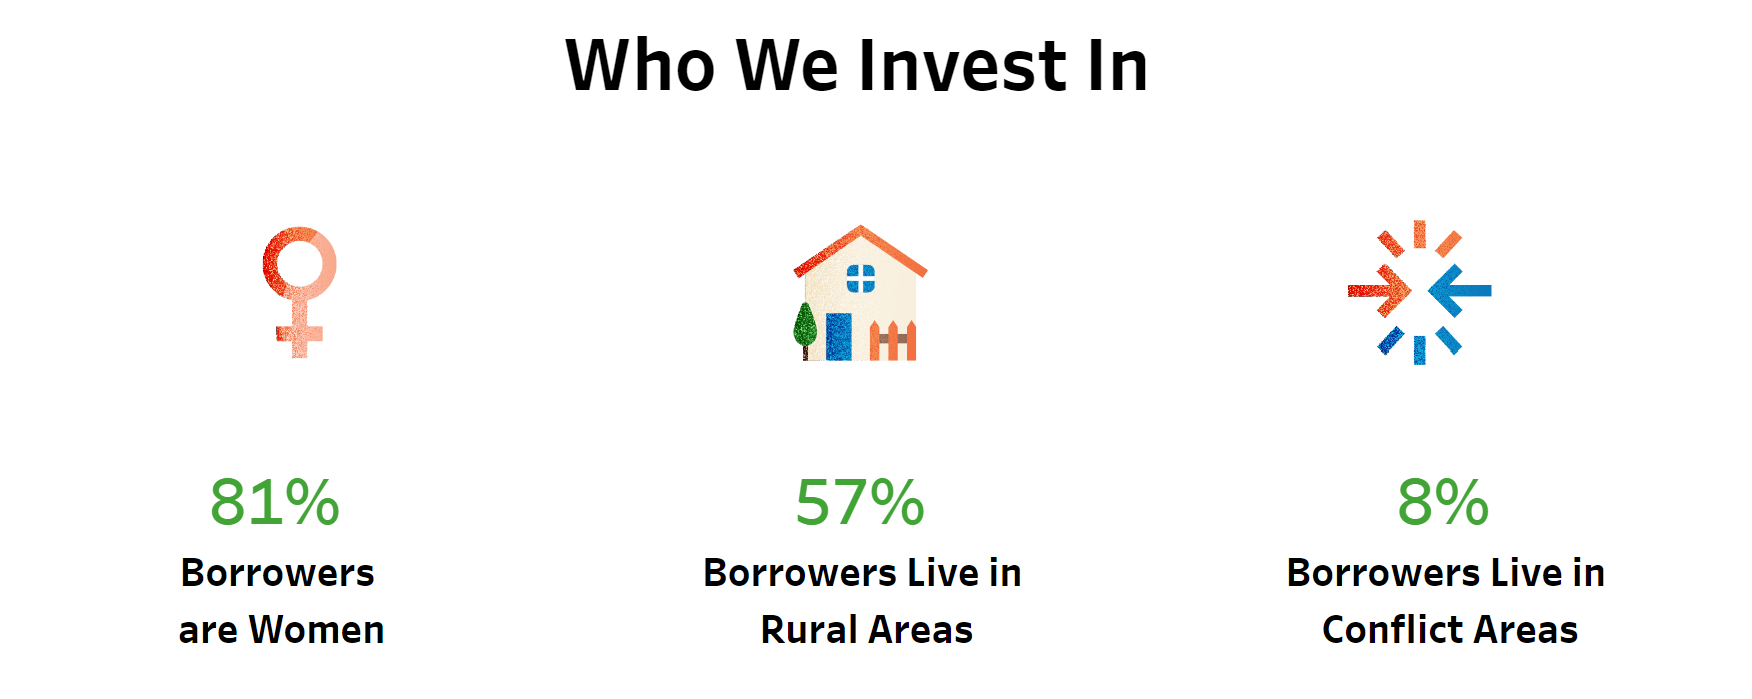 Who We Invest In
81%
Borrowers
are Women
57%
Borrowers Live in
Rural Areas
8%
Borrowers Live in
Conflict Areas